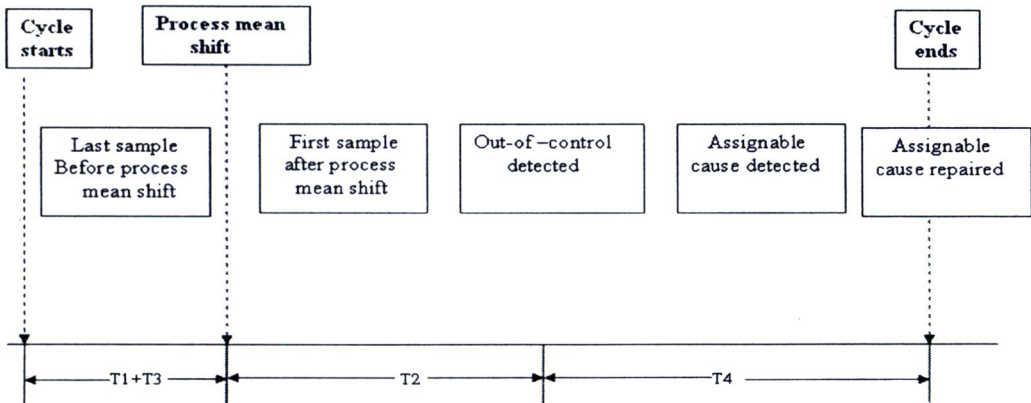 Cycle
starts
Process mean
shift
Cycle
ends
Last sample
Before process
mean shift
First sample
after process
mean shift
Out-of –control
detected
Assignable
cause detected
Assignable
cause repaired
T1+T3
T2
T4